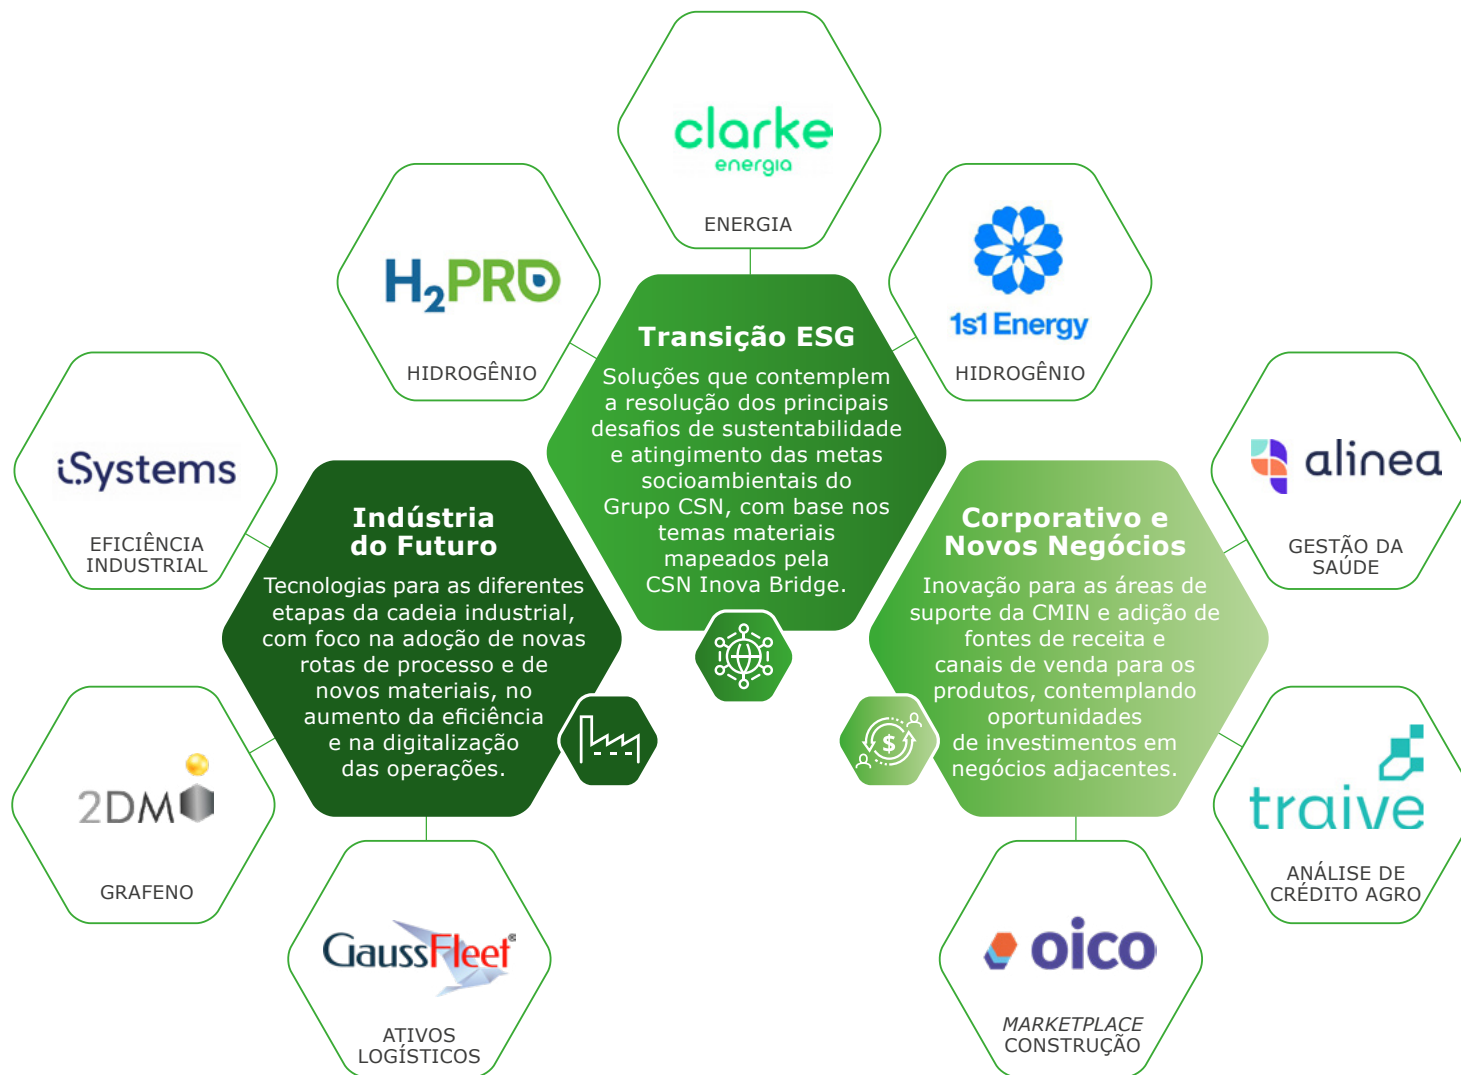 clarke
energia
ENERGIA
H₂PRO
HIDROGÊNIO
1s1 Energy
HIDROGÊNIO
Transição ESG
Soluções que contemplem
a resolução dos principais
desafios de sustentabilidade
e atingimento das metas
socioambientais do
Grupo CSN, com base nos
temas materiais
mapeados pela
CSN Inova Bridge.
iSystems
EFICIÊNCIA
INDUSTRIAL
Indústria
do Futuro
Tecnologias para as diferentes
etapas da cadeia industrial,
com foco na adoção de novas
rotas de processo e de
novos materiais, no
aumento da eficiência
e na digitalização
das operações.
2DM
GRAFENO
GaussFleet
ATIVOS
LOGÍSTICOS
Corporativo e
Novos Negócios
Inovação para as áreas de
suporte da CMIN e adição de
fontes de receita e
canais de venda para os
produtos, contemplando
oportunidades
de investimentos em
negócios adjacentes.
$
alinea
GESTÃO DA
SAÚDE
traive
ANÁLISE DE
CRÉDITO AGRO
oico
MARKETPLACE
CONSTRUÇÃO